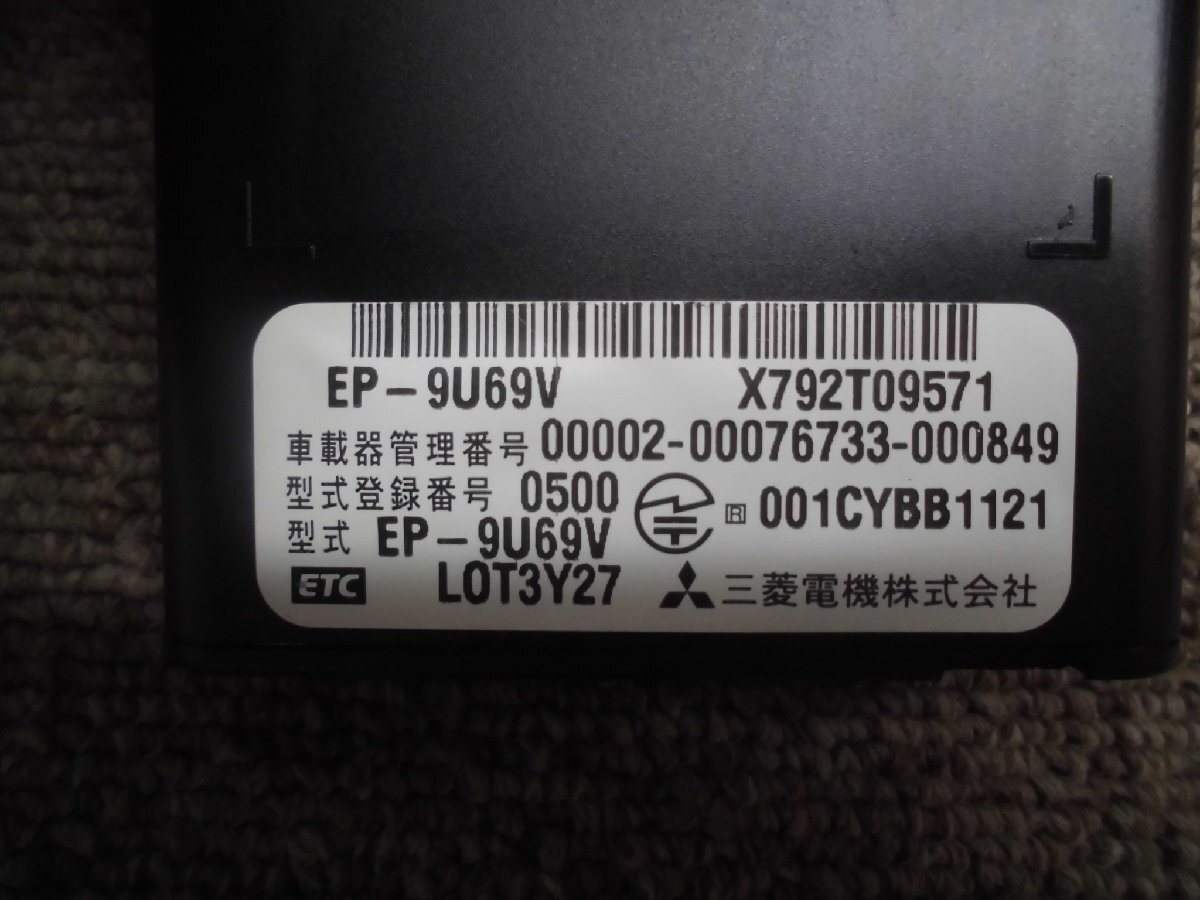 EP-9U69V X792T09571
車載器管理番号 00002-00076733-000849
型式登録番号 0500 R 001CYBB1121
型式 EP-9U69V
ETC LOT3Y27 三菱電機株式会社